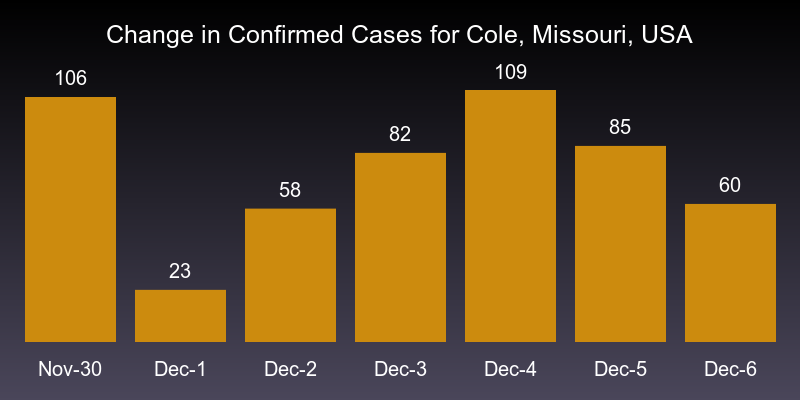 Change in Confirmed Cases for Cole, Missouri, USA
106
23
58
82
109
85
60
Nov-30
Dec-1
Dec-2
Dec-3
Dec-4
Dec-5
Dec-6